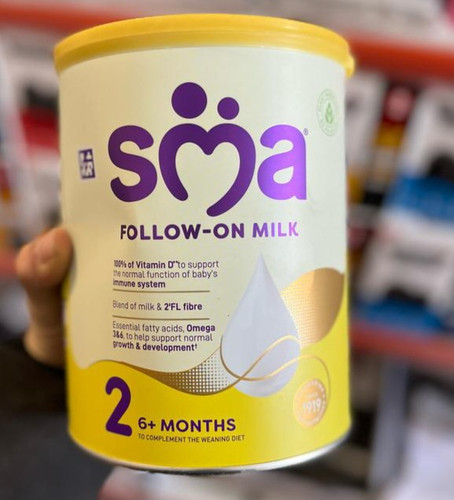 sma
FOLLOW-ON MILK
100% of Vitamin D*† to support
the normal function of baby's
immune system
Blend of milk & 2'FL fibre
Essential fatty acids, Omega
3&6, to help support normal
growth & development†
2
6+ MONTHS
TO COMPLEMENT THE WEANING DIET
1919